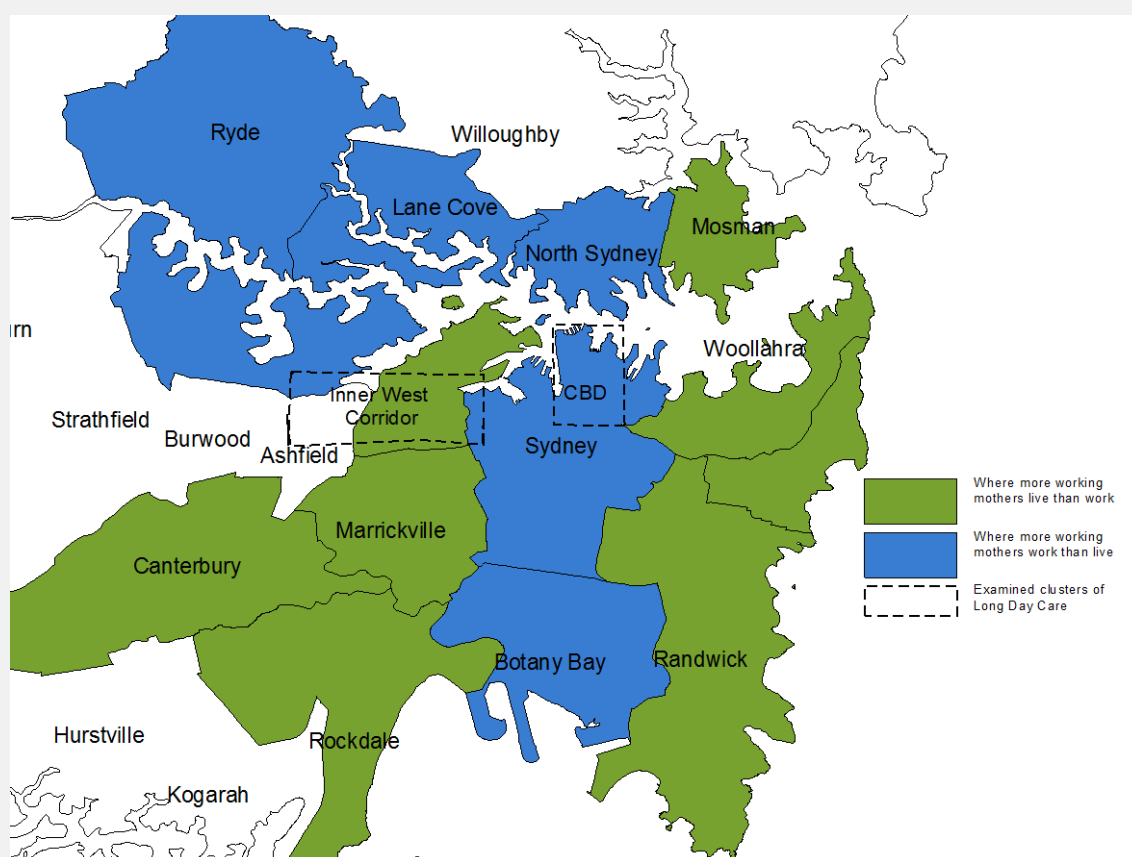 Ryde
Willoughby
Lane Cove
Mosman
North Sydney
urn
Woollahra
Inner West
Corridor
CBD
Strathfield
Burwood
Ashfield
Sydney
Marrickville
Canterbury
Botany Bay
Randwick
Hurstville
Rockdale
Kogarah
Where more working
mothers live than work
Where more working
mothers work than live
Examined clusters of
Long Day Care